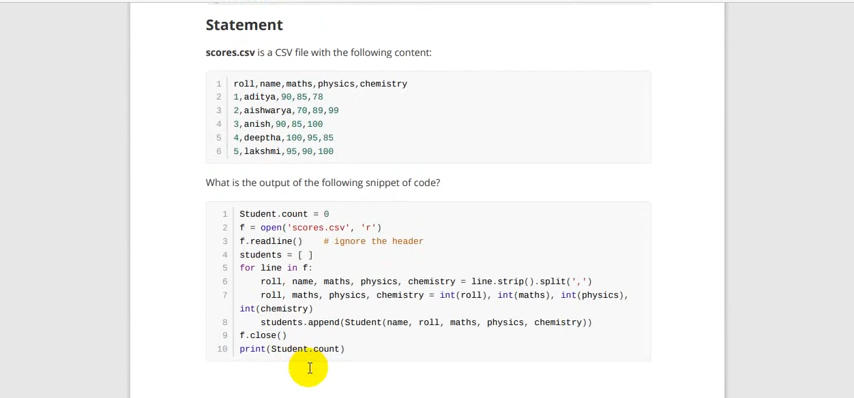 Statement
scores.csv is a CSV file with the following content:
1 roll,name,maths,physics,chemistry
2 1,aditya,90,85,78
3 2,aishwarya,70,89,99
4 3,anish,90,85,100
5 4,deeptha,100,95,85
6 5,lakshmi,95,90,100
What is the output of the following snippet of code?
1 Student.count = 0
2 f = open('scores.csv', 'r')
3 f.readline() # ignore the header
4 students = [ ]
5 for line in f:
6 roll, name, maths, physics, chemistry = line.strip().split(',')
7 roll, maths, physics, chemistry = int(roll), int(maths), int(physics),
int(chemistry)
8 students.append(Student(name, roll, maths, physics, chemistry))
9 f.close()
10 print(Student.count)